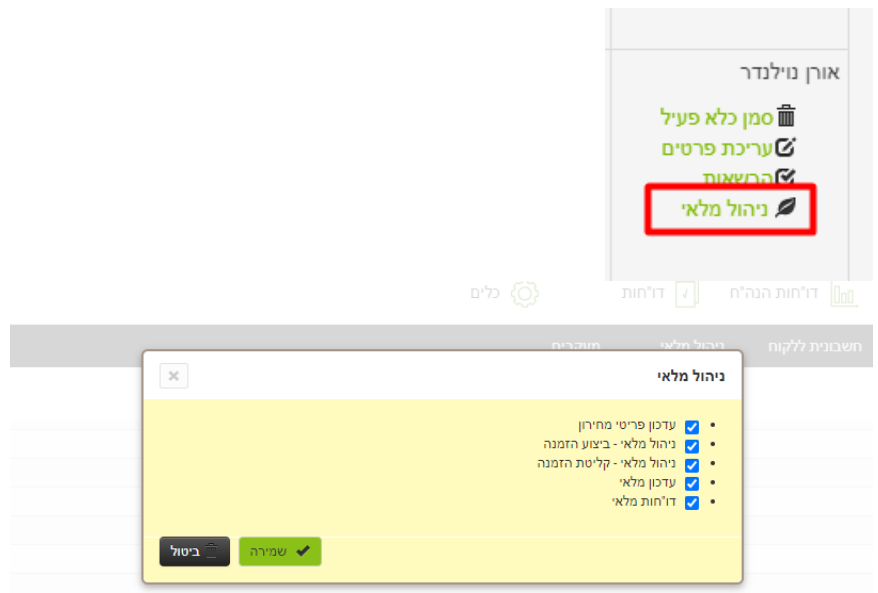 אורן נוילנדר
סמן כלא פעיל
עריכת פרטים
הרשאות
ניהול מלאי
דו"חות הנה"ח דו"חות כלים
חשבונית ללקוח ניהול מלאי מעקבים
ניהול מלאי
עדכון פריטי מחירון
ניהול מלאי - ביצוע הזמנה
ניהול מלאי - קליטת הזמנה
עדכון מלאי
דו"חות מלאי
שמירה ביטול